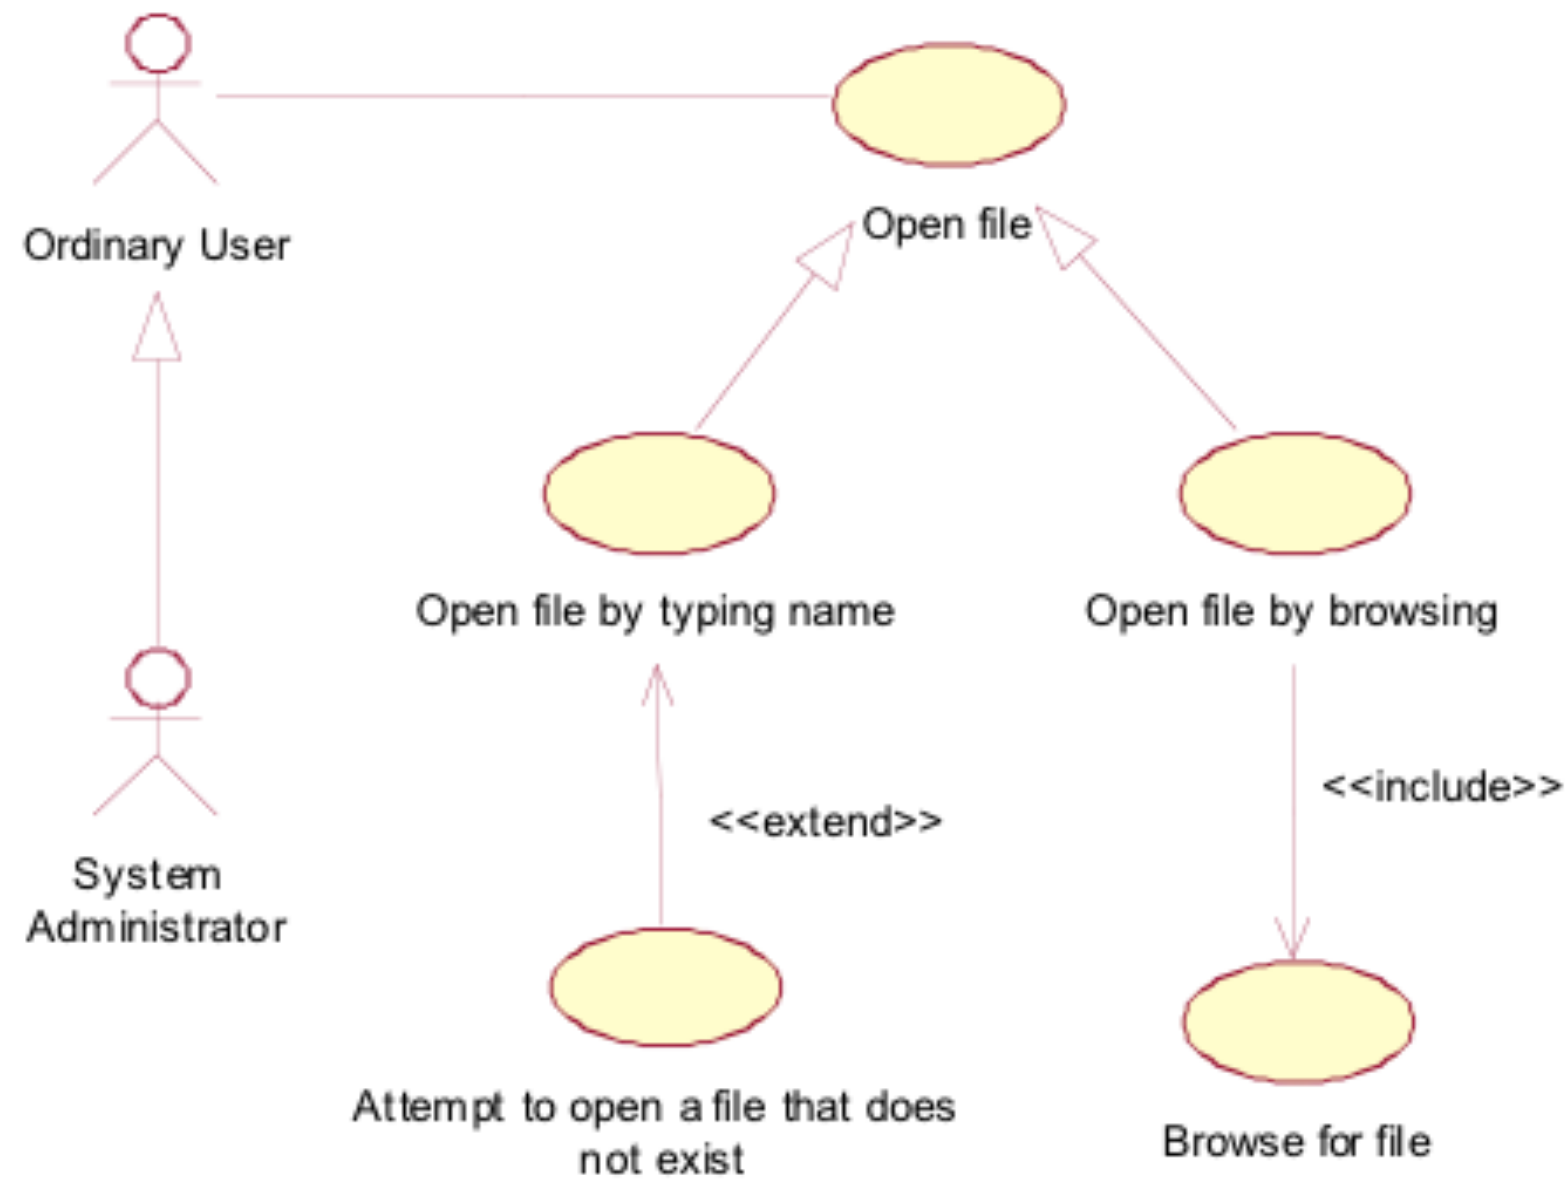 Open file
Ordinary User
Open file by typing name
Open file by browsing
<<include>>
<<extend>>
System
Administrator
Attempt to open a file that does
not exist
Browse for file